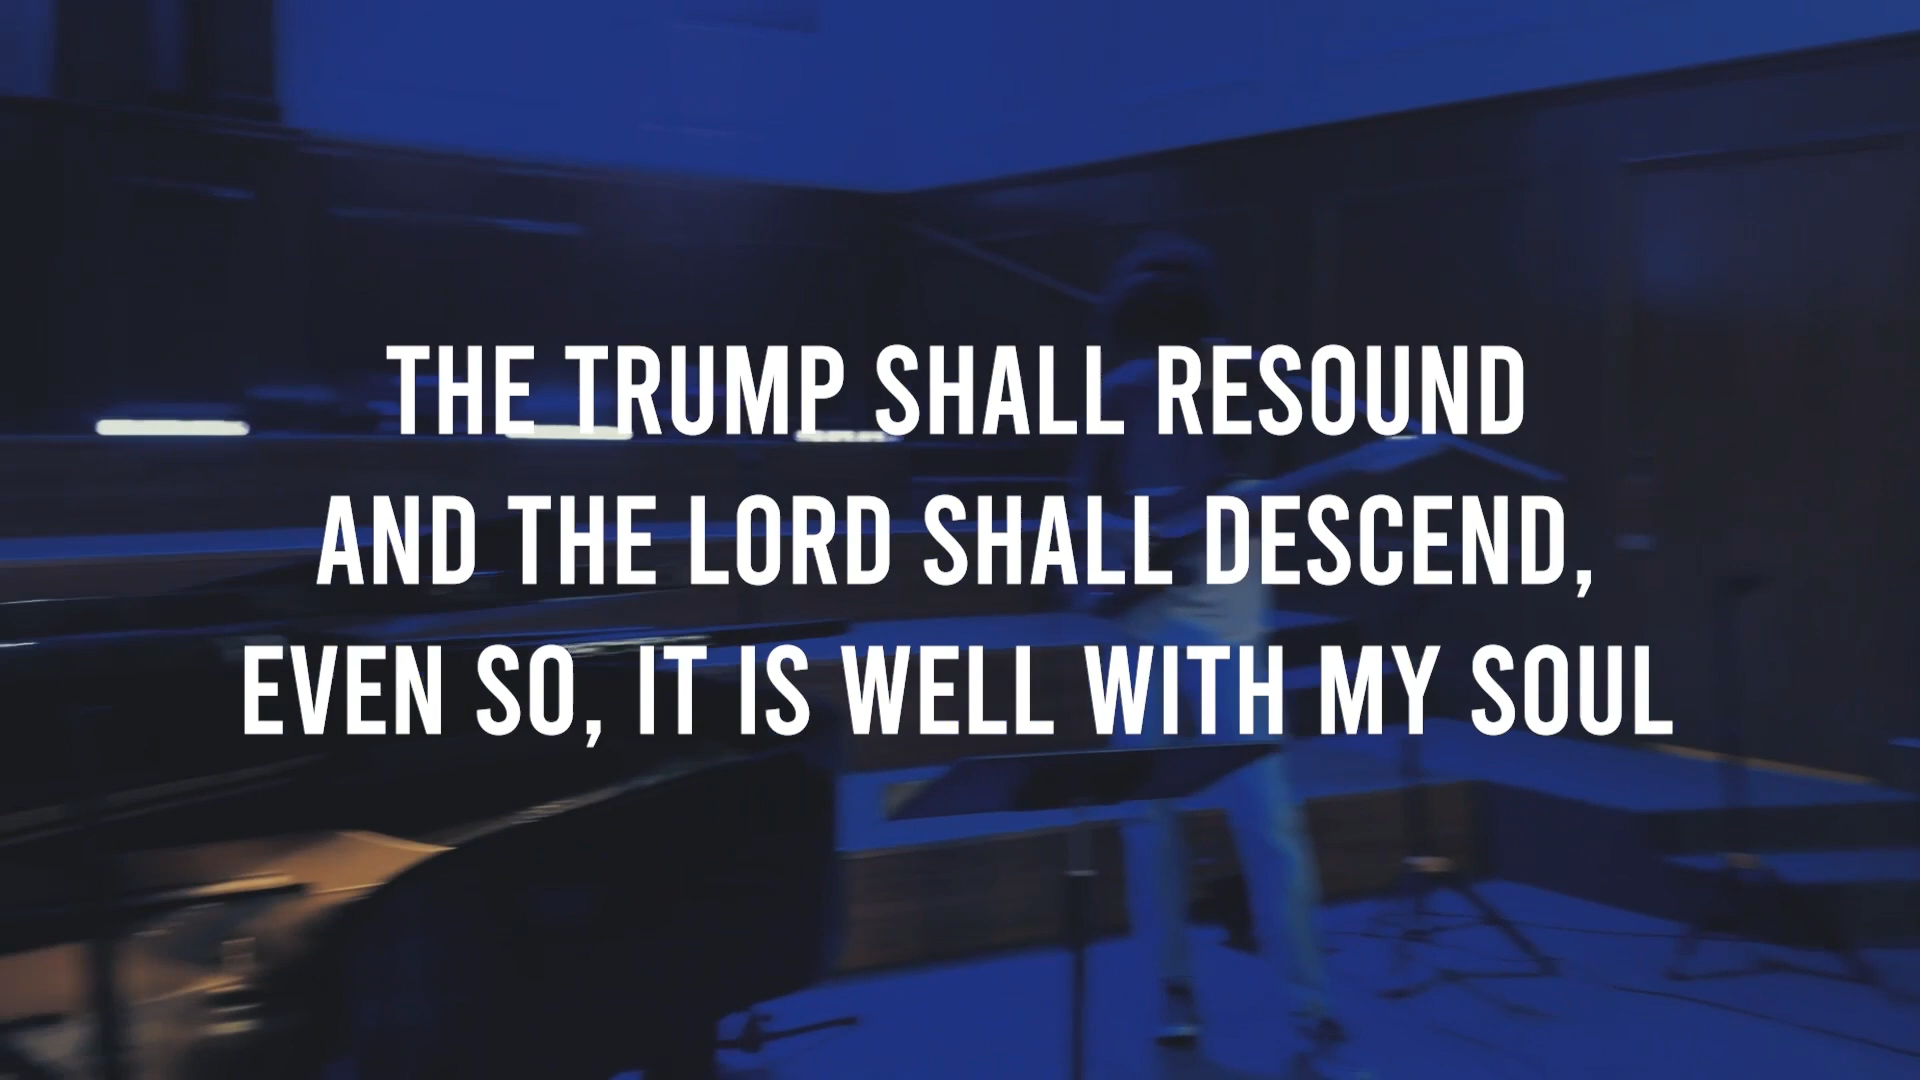 THE TRUMP SHALL RESOUND
AND THE LORD SHALL DESCEND,
EVEN SO, IT IS WELL WITH MY SOUL